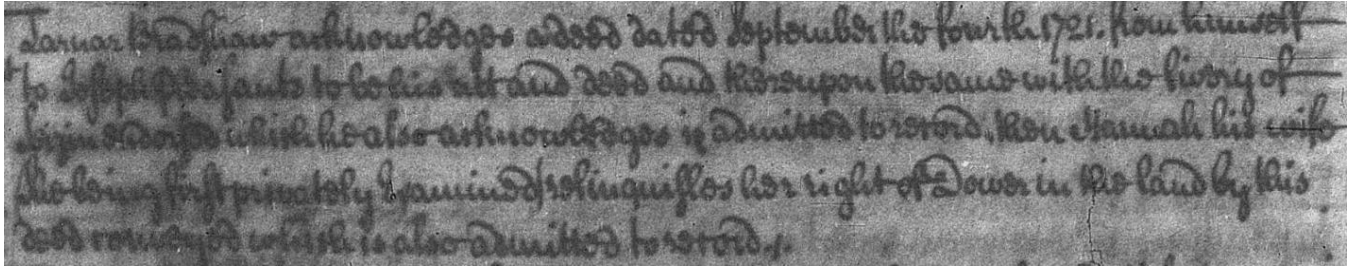 Larnar Bradshaw acknowledges a deed dated September the fourth 1721. from himself
to Joseph Pleasants to be his act and deed and thereupon the same with the livery of
Seizin endorsed which he also acknowledges is admitted to record, then Hannah his wife
she being first privately Examined) relinquishes her right of Dower in the land by this
deed conveyed which is also admitted to record.